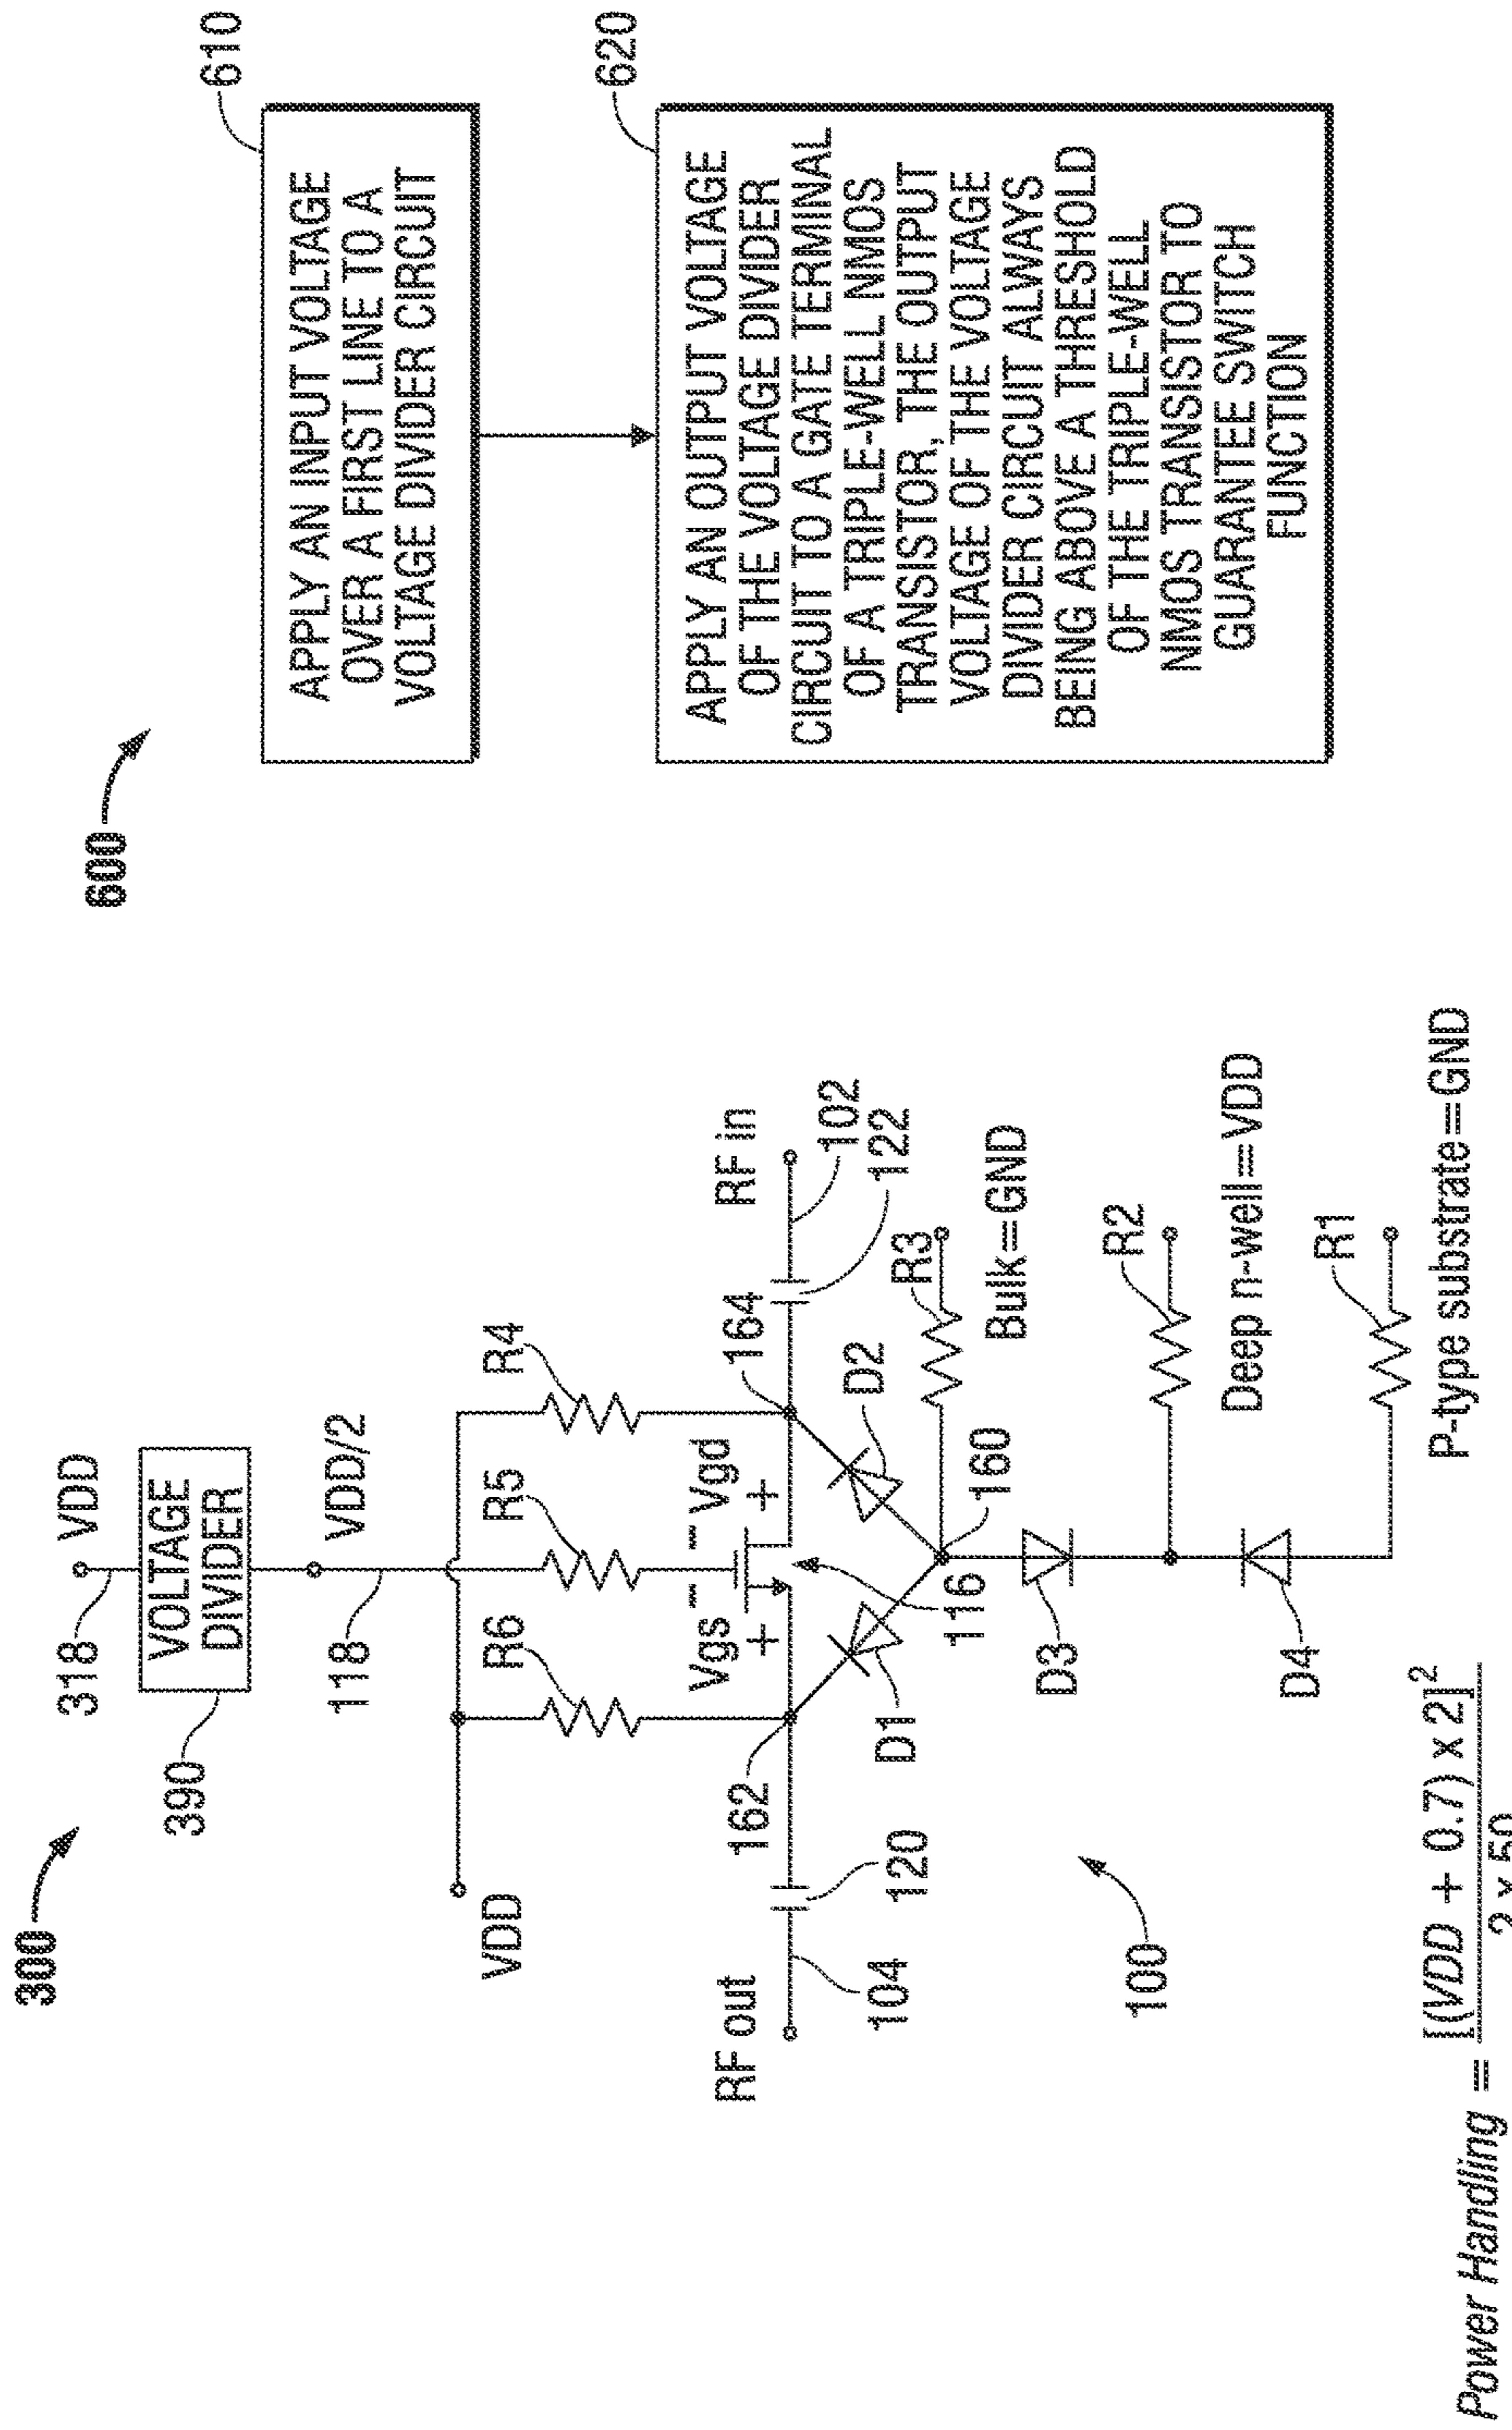 300
318
VDD
390
VOLTAGE
DIVIDER
118
VDD/2
VDD
R6
R5
R4
Vgs
−
−
Vgd
+
+
RF out
162
164
RF in
104
120
102
122
D1
116
D2
160
R3
Bulk=GND
100
D3
R2
Deep n-well=VDD
D4
R1
P-type substrate=GND
Power Handling = [(VDD + 0.7) x 2]²
2 x 50
600
610
APPLY AN INPUT VOLTAGE
OVER A FIRST LINE TO A
VOLTAGE DIVIDER CIRCUIT
620
APPLY AN OUTPUT VOLTAGE
OF THE VOLTAGE DIVIDER
CIRCUIT TO A GATE TERMINAL
OF A TRIPLE-WELL NMOS
TRANSISTOR, THE OUTPUT
VOLTAGE OF THE VOLTAGE
DIVIDER CIRCUIT ALWAYS
BEING ABOVE A THRESHOLD
OF THE TRIPLE-WELL
NMOS TRANSISTOR TO
GUARANTEE SWITCH
FUNCTION